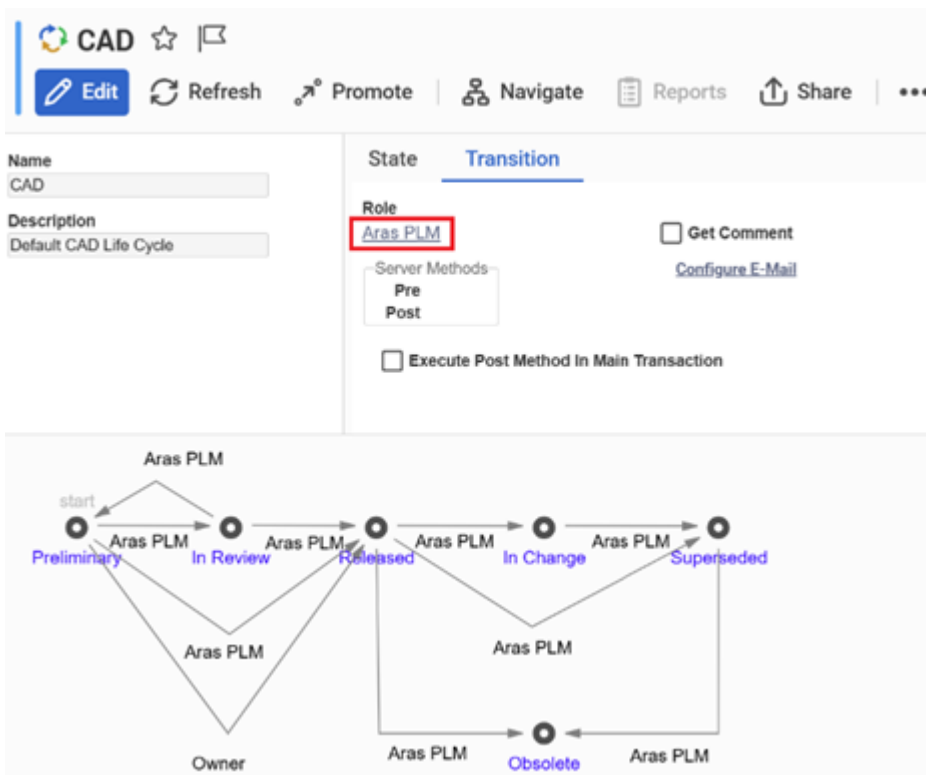 CAD
Edit Refresh Promote Navigate Reports Share
Name
CAD
Description
Default CAD Life Cycle
State Transition
Role
Aras PLM
Get Comment
Server Methods
Pre
Post
Configure E-Mail
Execute Post Method In Main Transaction
Aras PLM
start
Aras PLM Aras PLM Aras PLM Aras PLM
Preliminary In Review Released In Change Superseded
Aras PLM Aras PLM
Owner Aras PLM Obsolete Aras PLM